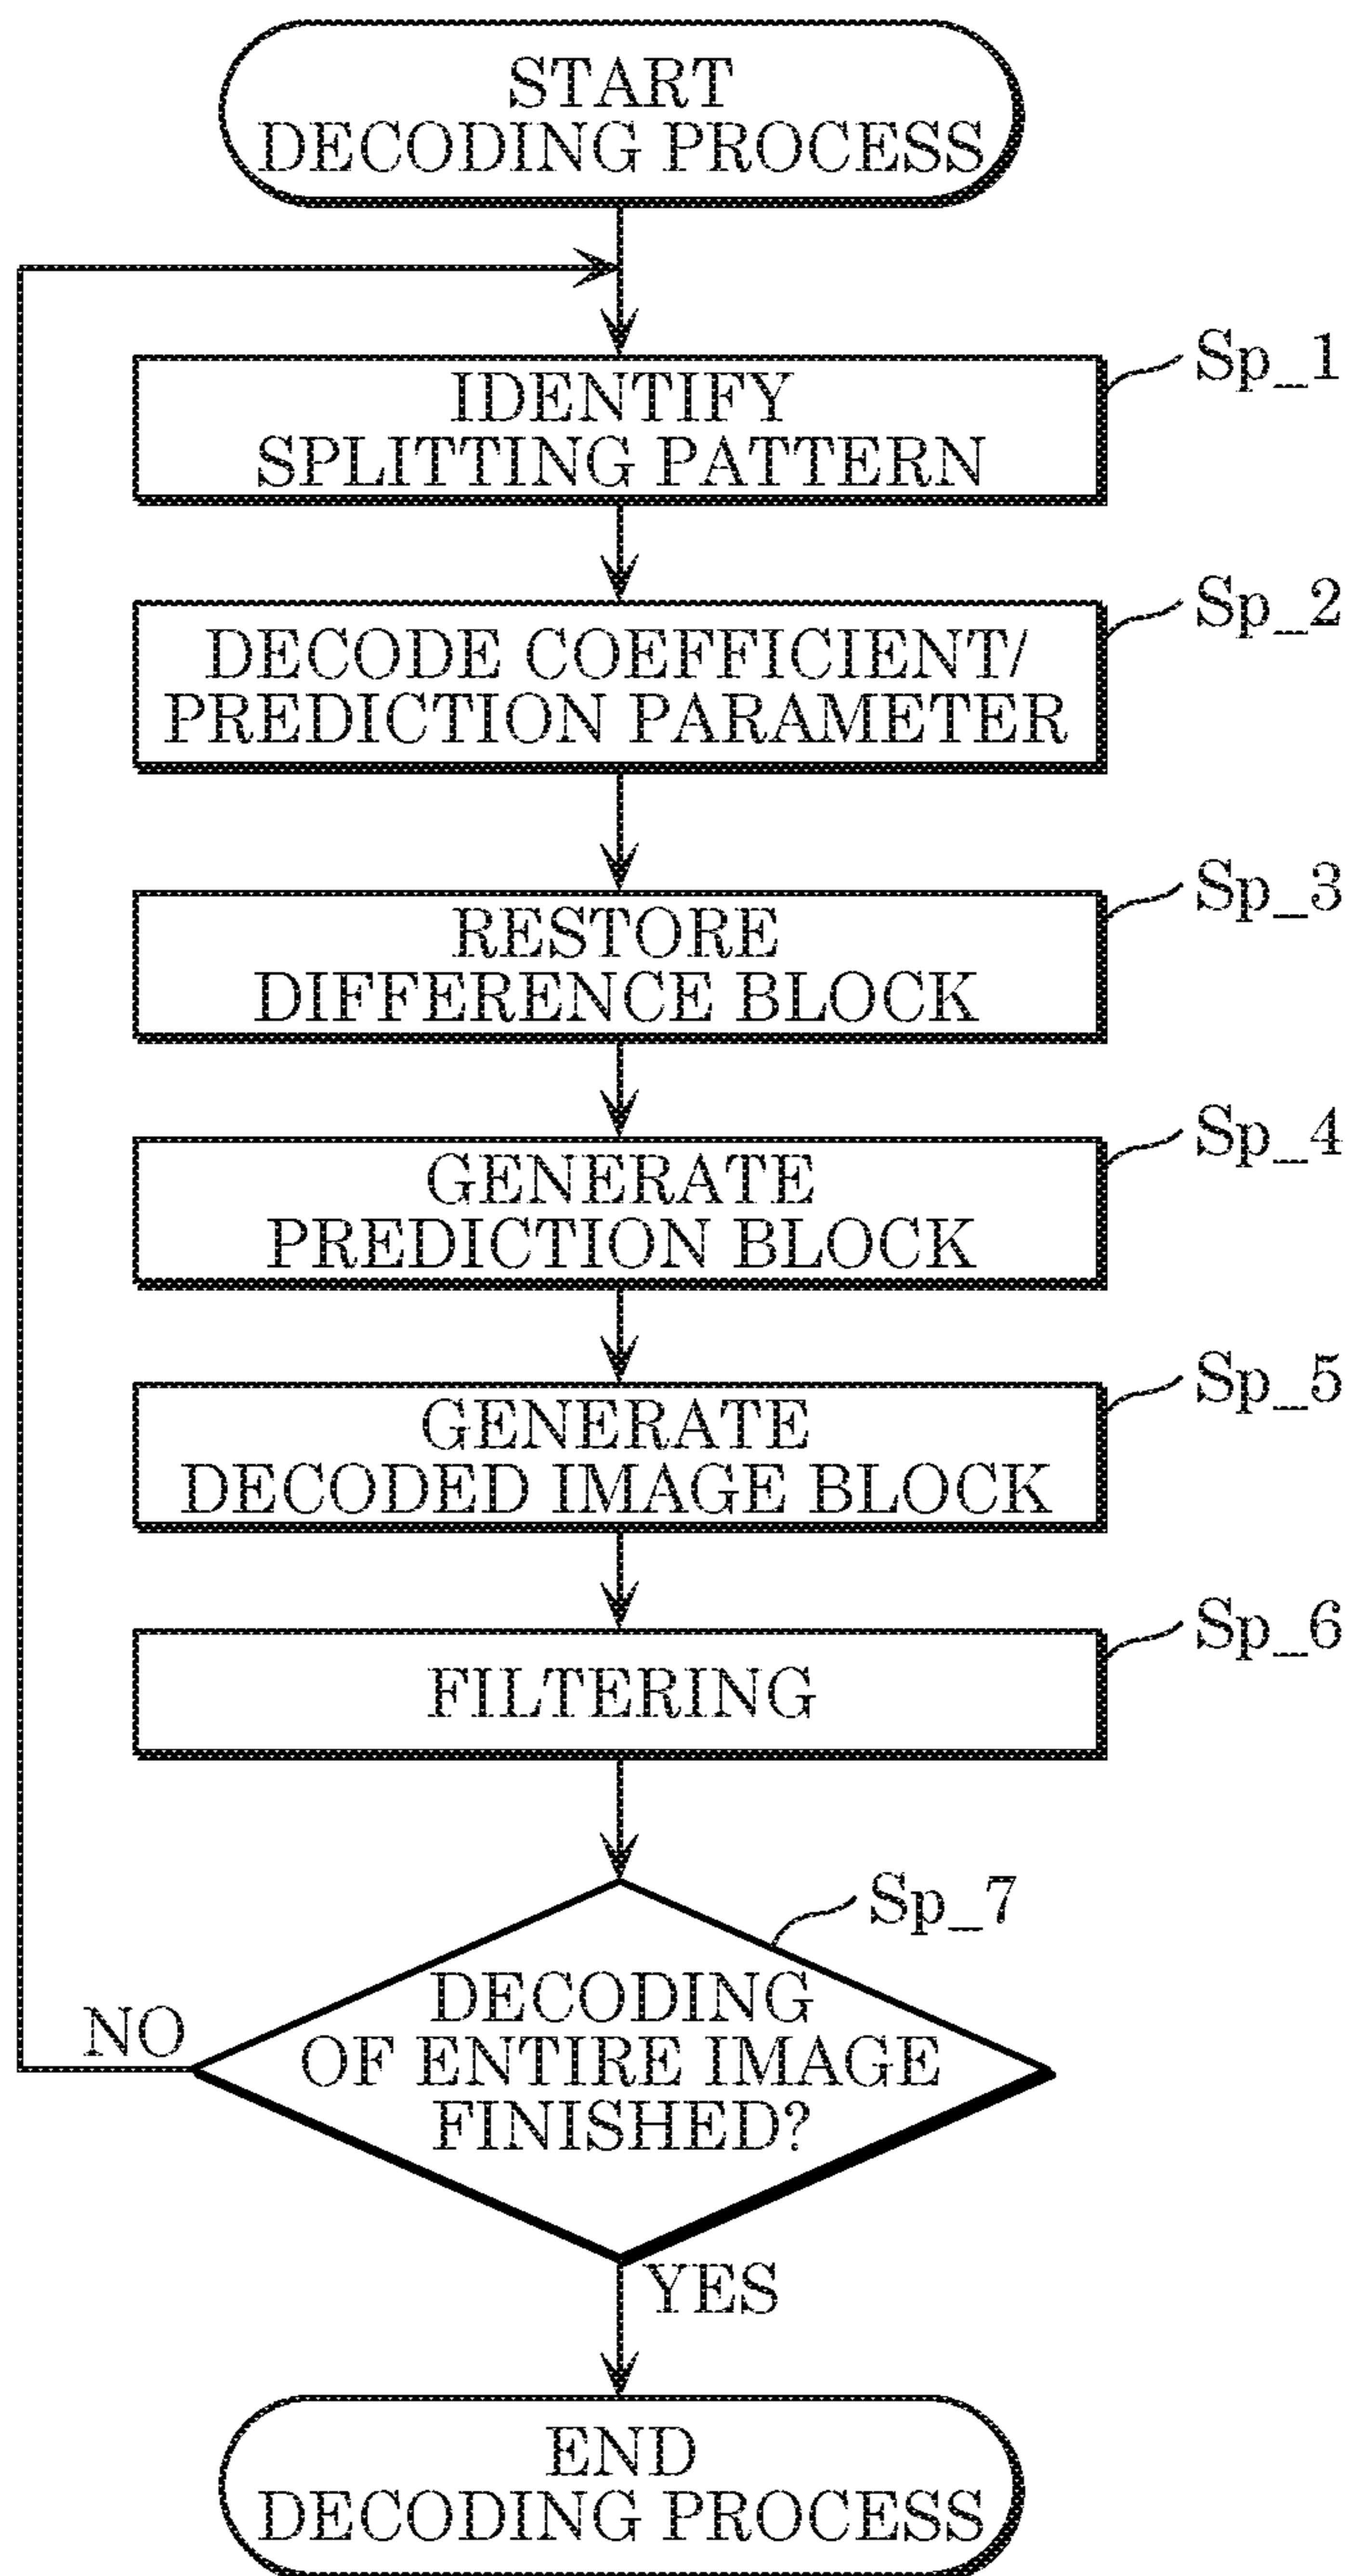 START
DECODING PROCESS
Sp_1
IDENTIFY
SPLITTING PATTERN
Sp_2
DECODE COEFFICIENT/
PREDICTION PARAMETER
Sp_3
RESTORE
DIFFERENCE BLOCK
Sp_4
GENERATE
PREDICTION BLOCK
Sp_5
GENERATE
DECODED IMAGE BLOCK
Sp_6
FILTERING
Sp_7
DECODING
OF ENTIRE IMAGE
FINISHED?
NO
YES
END
DECODING PROCESS